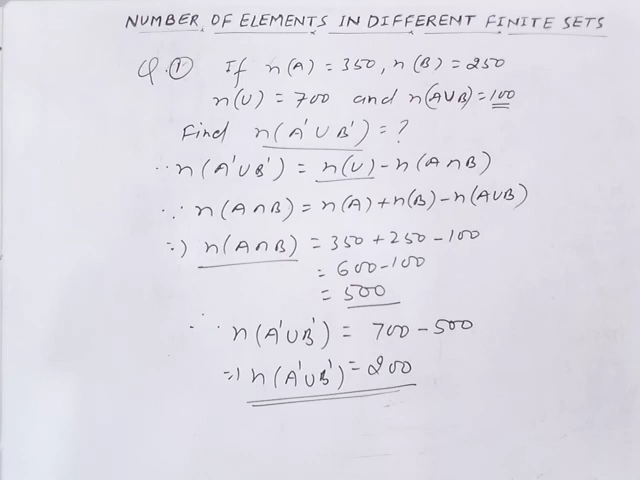 NUMBER OF ELEMENTS IN DIFFERENT FINITE SETS
Q.① If n(A) = 350, n(B) = 250
n(U) = 700 and n(AUB) = 100
Find n(A'UB') = ?
∵ n(A'UB') = n(U) - n(A∩B)
∵ n(A∩B) = n(A) + n(B) - n(AUB)
=> n(A∩B) = 350 + 250 - 100
= 600 - 100
= 500
∴ n(A'UB') = 700 - 500
=> n(A'UB') = 200